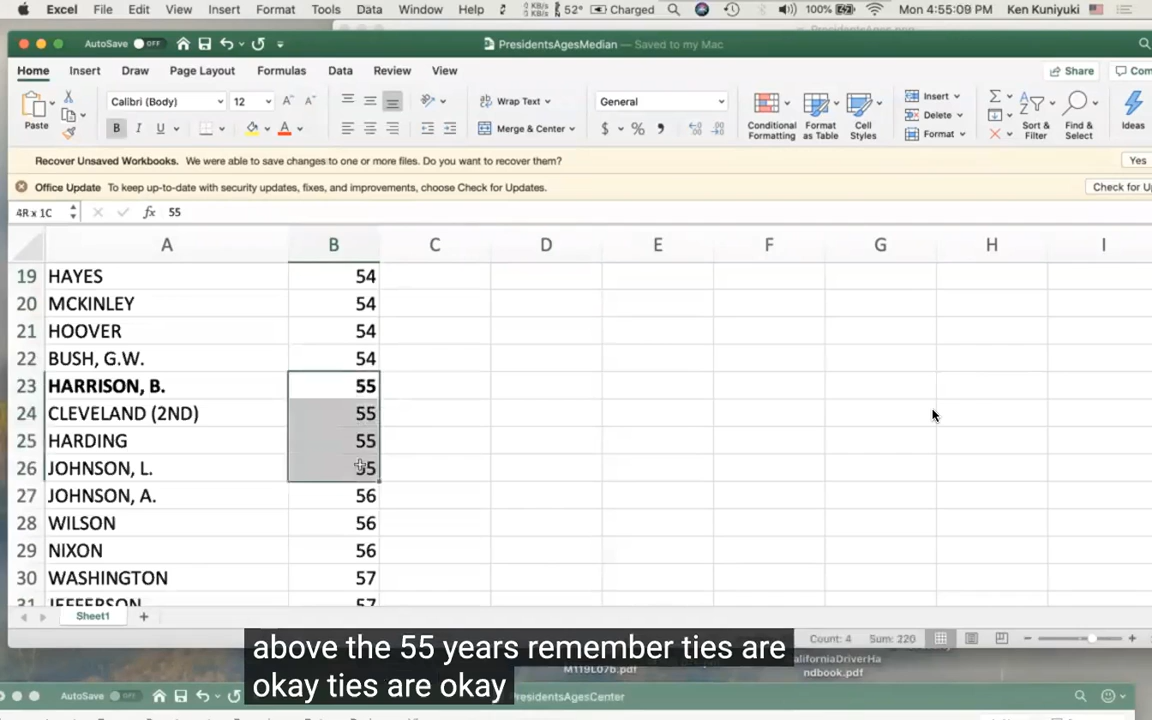 Excel File Edit View Insert Format Tools Data Window Help KB/s KB/s 52° Charged 100% Mon 4:55:09 PM Ken Kuniyuki
AutoSave OFF PresidentsAgesMedian — Saved to my Mac
Home Insert Draw Page Layout Formulas Data Review View Share Com
Paste Calibri (Body) 12 Wrap Text General Insert
B I U Merge & Center $ % Conditional Formatting Format as Table Cell Styles Delete Format Sort & Filter Find & Select Ideas
Recover Unsaved Workbooks. We were able to save changes to one or more files. Do you want to recover them? Yes
Office Update To keep up-to-date with security updates, fixes, and improvements, choose Check for Updates. Check for Up
4R x 1C fx 55
A B C D E F G H I
19 HAYES 54
20 MCKINLEY 54
21 HOOVER 54
22 BUSH, G.W. 54
23 HARRISON, B. 55
24 CLEVELAND (2ND) 55
25 HARDING 55
26 JOHNSON, L. 55
27 JOHNSON, A. 56
28 WILSON 56
29 NIXON 56
30 WASHINGTON 57
31 JEFFERSON 57
Sheet1 +
Count: 4 Sum: 220
above the 55 years remember ties are
okay ties are okay
M119L07b.pdf
aliforniaDriverHa
ndbook.pdf
AutoSave OFF residentsAgesCenter